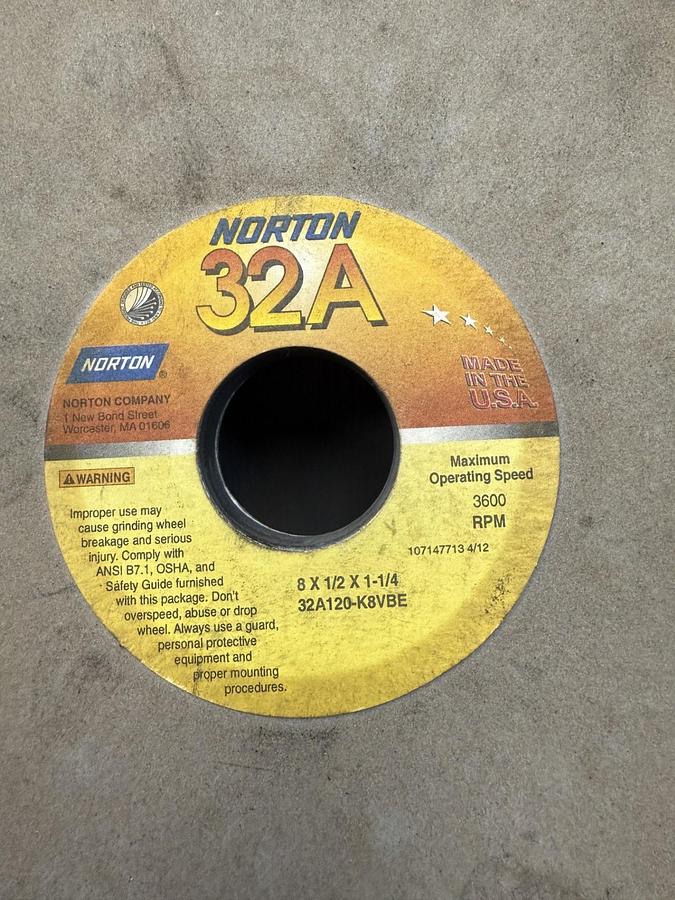 NORTON
32A
NORTON®
NORTON COMPANY
1 New Bond Street
Worcester, MA 01606
MADE
IN THE
U.S.A.
⚠WARNING
Improper use may
cause grinding wheel
breakage and serious
injury. Comply with
ANSI B7.1, OSHA, and
Safety Guide furnished
with this package. Don't
overspeed, abuse or drop
wheel. Always use a guard,
personal protective
equipment and
proper mounting
procedures.
Maximum
Operating Speed
3600
RPM
107147713 4/12
8 X 1/2 X 1-1/4
32A120-K8VBE